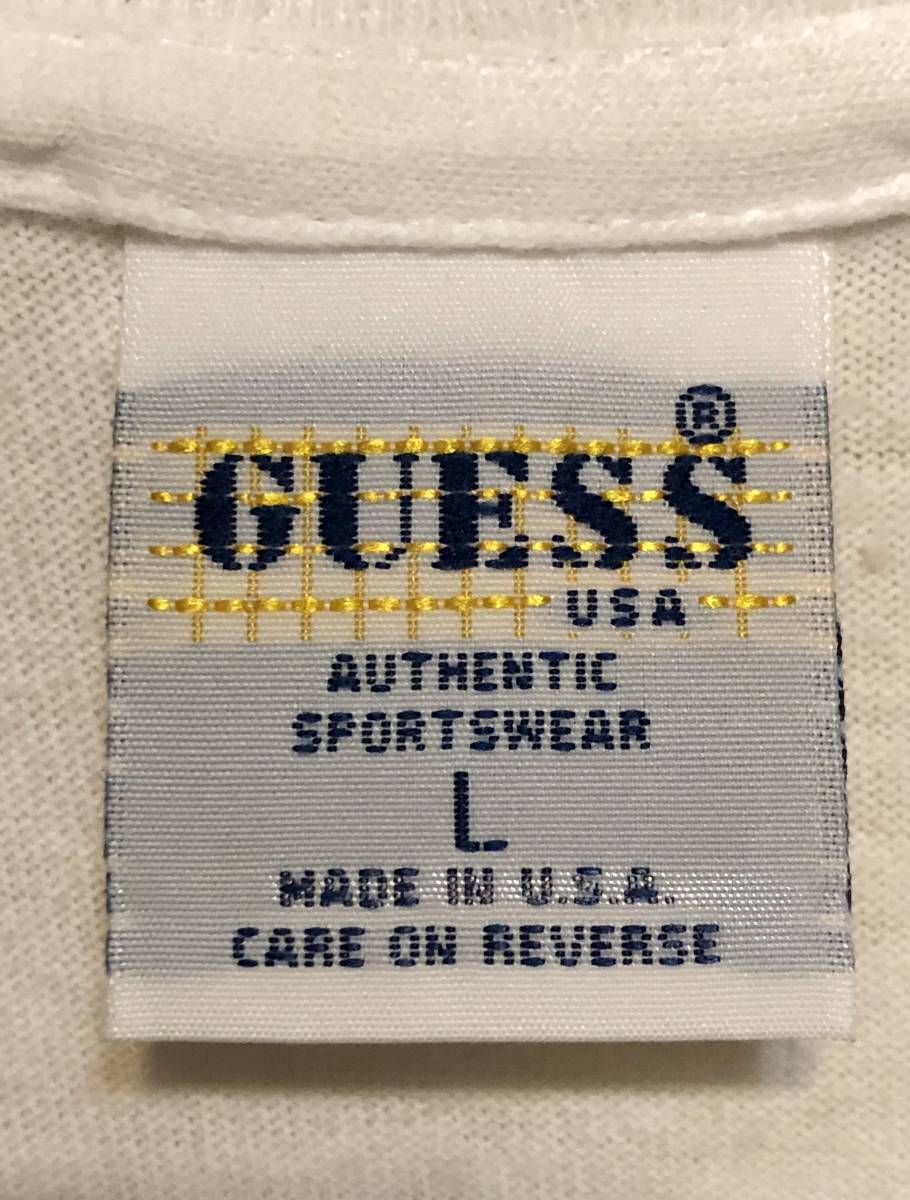 GUESS®
USA
AUTHENTIC
SPORTSWEAR
L
MADE IN U.S.A.
CARE ON REVERSE